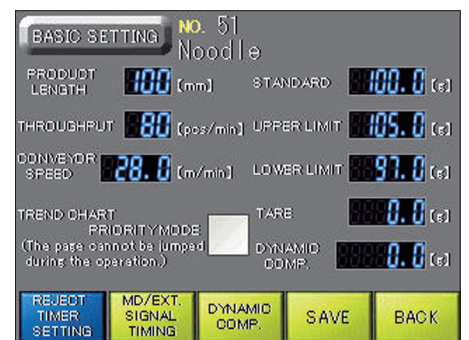 BASIC SETTING
NO. 51
Noodle
PRODUCT LENGTH 100 [mm]
STANDARD 100.0 [g]
THROUGHPUT 80 [pcs/min]
UPPER LIMIT 105.0 [g]
CONVEYOR SPEED 28.0 [m/min]
LOWER LIMIT 97.0 [g]
TREND CHART
PRIORITY MODE
(The page cannot be jumped
during the operation.)
TARE 0.0 [g]
DYNAMIC COMP. 0.0 [g]
REJECT
TIMER
SETTING
MD/EXT.
SIGNAL
TIMING
DYNAMIC
COMP.
SAVE
BACK